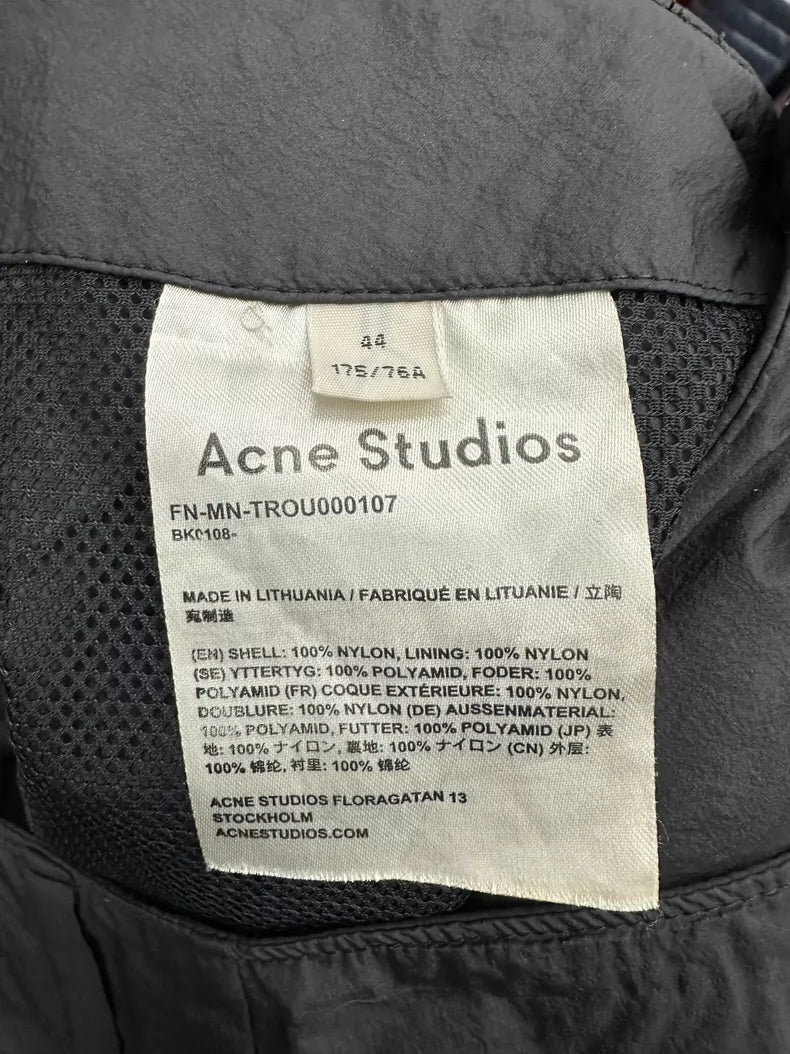 44
175/76A
Acne Studios
FN-MN-TROU000107
BK0108-
MADE IN LITHUANIA / FABRIQUÉ EN LITUANIE / 立陶
宛制造
(EN) SHELL: 100% NYLON, LINING: 100% NYLON
(SE) YTTERTYG: 100% POLYAMID, FODER: 100%
POLYAMID (FR) COQUE EXTÉRIEURE: 100% NYLON,
DOUBLURE: 100% NYLON (DE) AUSSENMATERIAL:
100% POLYAMID, FUTTER: 100% POLYAMID (JP) 表
地: 100% ナイロン, 裏地: 100% ナイロン (CN) 外层:
100% 锦纶, 衬里: 100% 锦纶
ACNE STUDIOS FLORAGATAN 13
STOCKHOLM
ACNESTUDIOS.COM